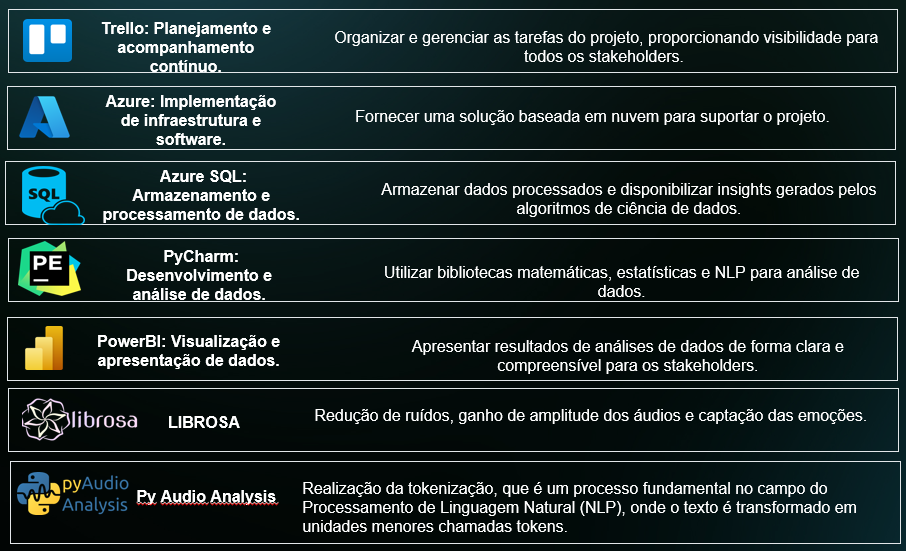 Trello: Planejamento e
acompanhamento
contínuo.
Organizar e gerenciar as tarefas do projeto, proporcionando visibilidade para
todos os stakeholders.
Azure: Implementação
de infraestrutura e
software.
Fornecer uma solução baseada em nuvem para suportar o projeto.
SQL
Azure SQL:
Armazenamento e
processamento de dados.
Armazenar dados processados e disponibilizar insights gerados pelos
algoritmos de ciência de dados.
PE
PyCharm:
Desenvolvimento e
análise de dados.
Utilizar bibliotecas matemáticas, estatísticas e NLP para análise de
dados.
PowerBI: Visualização e
apresentação de dados.
Apresentar resultados de análises de dados de forma clara e
compreensível para os stakeholders.
librosa
LIBROSA
Redução de ruídos, ganho de amplitude dos áudios e captação das emoções.
pyAudio
Analysis
Py Audio Analysis
Realização da tokenização, que é um processo fundamental no campo do
Processamento de Linguagem Natural (NLP), onde o texto é transformado em
unidades menores chamadas tokens.